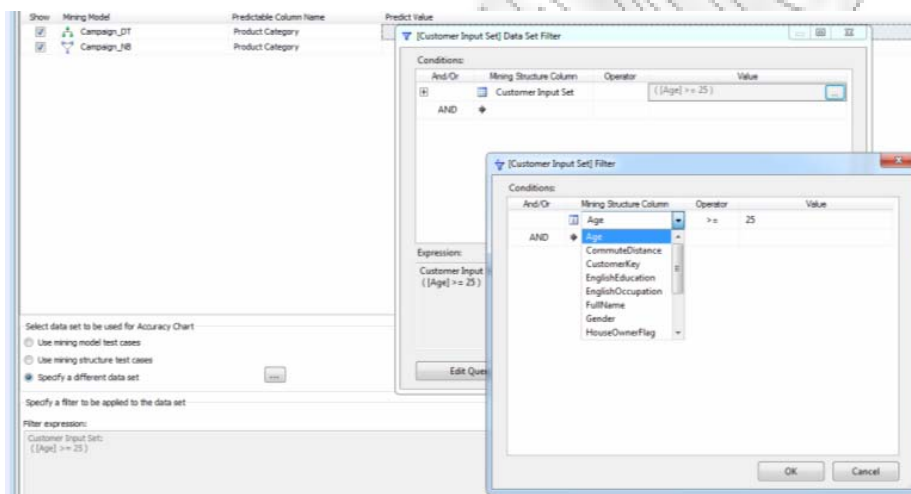 Show Mining Model Predictable Column Name Predict Value
Campaign_DT Product Category
Campaign_NB Product Category
[Customer Input Set] Data Set Filter
Conditions:
And/Or Mining Structure Column Operator Value
Customer Input Set ( [Age] >= 25 ) ...
AND
[Customer Input Set] Filter
Conditions:
And/Or Mining Structure Column Operator Value
Age >= 25
AND Age
CommuteDistance
CustomerKey
EnglishEducation
EnglishOccupation
FullName
Gender
HouseOwnerFlag
Expression:
Customer Input
( [Age] >= 25 )
Edit
Select data set to be used for Accuracy Chart
Use mining model test cases
Use mining structure test cases
Specify a different data set ...
Specify a filter to be applied to the data set
Filter expression:
Customer Input Set:
( [Age] >= 25 )
OK Cancel